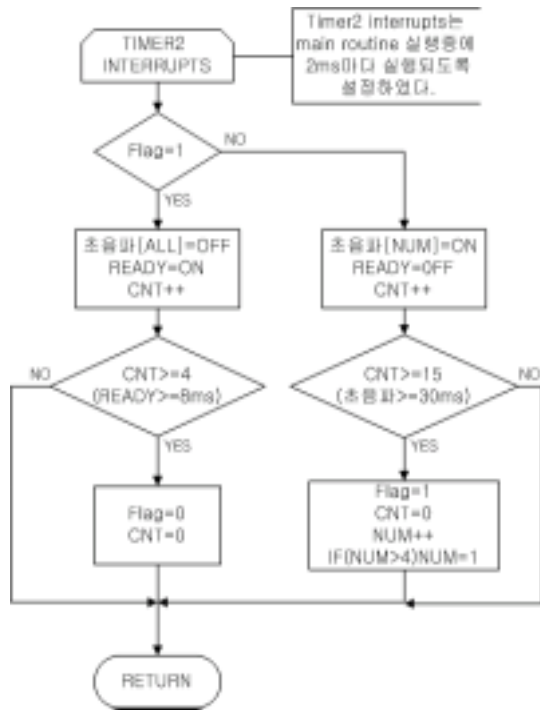 TIMER2
INTERRUPTS
Timer2 interrupts는
main routine 실행중에
2ms마다 실행되도록
설정하였다.
Flag=1
NO
YES
초음파[ALL]=OFF
READY=ON
CNT++
초음파[NUM]=ON
READY=OFF
CNT++
NO
CNT>=4
(READY>=8ms)
YES
CNT>=15
(초음파>=30ms)
NO
YES
Flag=0
CNT=0
Flag=1
CNT=0
NUM++
IF(NUM>4)NUM=1
RETURN